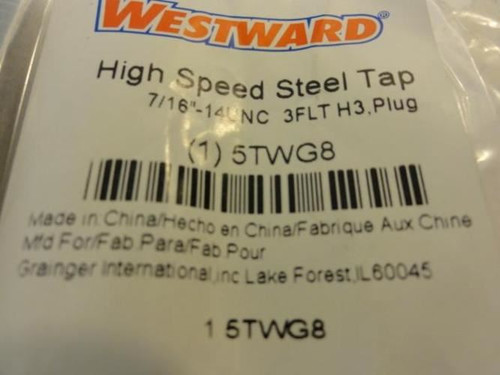 WESTWARD®
High Speed Steel Tap
7/16"-14UNC 3FLT H3,Plug
(1) 5TWG8
Made in China/Hecho en China/Fabrique Aux Chine
Mfd For/Fab Para/Fab Pour
Grainger International,inc Lake Forest,IL60045
1 5TWG8